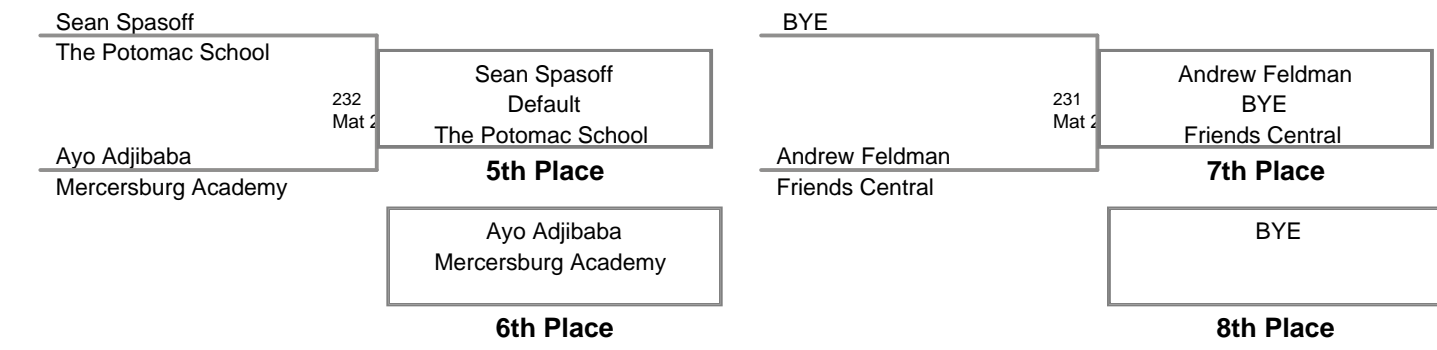 Sean Spasoff
The Potomac School
232
Mat 2
Ayo Adjibaba
Mercersburg Academy
Sean Spasoff
Default
The Potomac School
5th Place
Ayo Adjibaba
Mercersburg Academy
6th Place
BYE
231
Mat 2
Andrew Feldman
Friends Central
Andrew Feldman
BYE
Friends Central
7th Place
BYE
8th Place